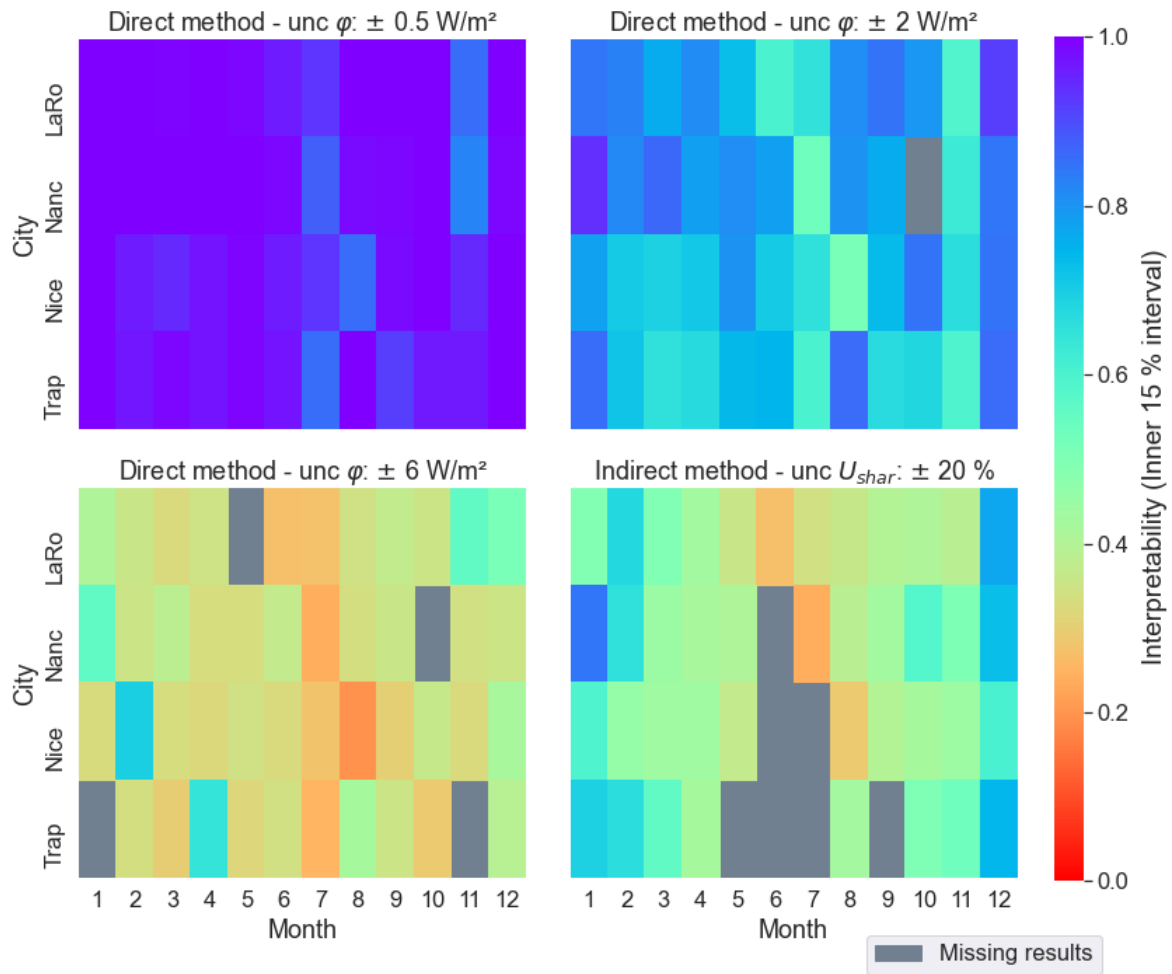 Direct method - unc φ: ± 0.5 W/m²
Direct method - unc φ: ± 2 W/m²
City
LaRo
Nanc
Nice
Trap
Direct method - unc φ: ± 6 W/m²
Indirect method - unc U_shar: ± 20 %
City
LaRo
Nanc
Nice
Trap
1 2 3 4 5 6 7 8 9 10 11 12
Month
1 2 3 4 5 6 7 8 9 10 11 12
Month
1.0
0.8
0.6
0.4
0.2
0.0
Interpretability (Inner 15 % interval)
Missing results